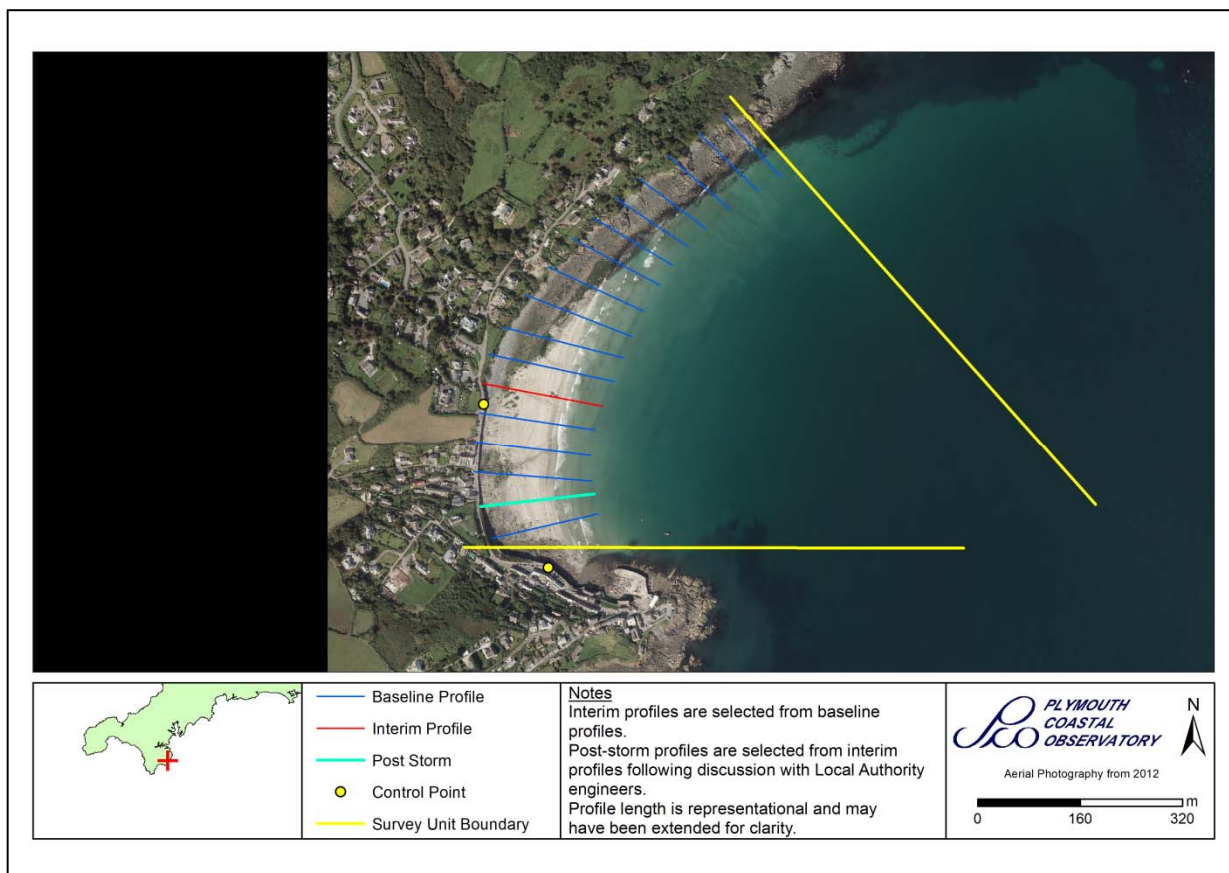 Baseline Profile
Interim Profile
Post Storm
Control Point
Survey Unit Boundary
Notes
Interim profiles are selected from baseline
profiles.
Post-storm profiles are selected from interim
profiles following discussion with Local Authority
engineers.
Profile length is representational and may
have been extended for clarity.
PCO
PLYMOUTH
COASTAL
OBSERVATORY
N
Aerial Photography from 2012
m
0 160 320